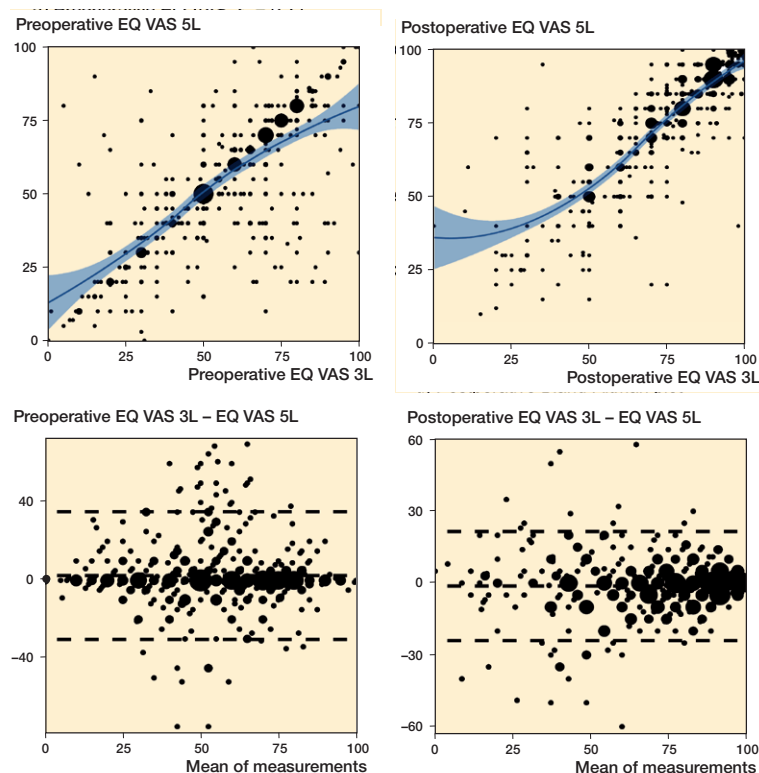 Preoperative EQ VAS 5L
100
75
50
25
0
0 25 50 75 100
Preoperative EQ VAS 3L
Postoperative EQ VAS 5L
100
75
50
25
0
0 25 50 75 100
Postoperative EQ VAS 3L
Preoperative EQ VAS 3L – EQ VAS 5L
40
0
–40
0 25 50 75 100
Mean of measurements
Postoperative EQ VAS 3L – EQ VAS 5L
60
30
0
–30
–60
0 25 50 75 100
Mean of measurements